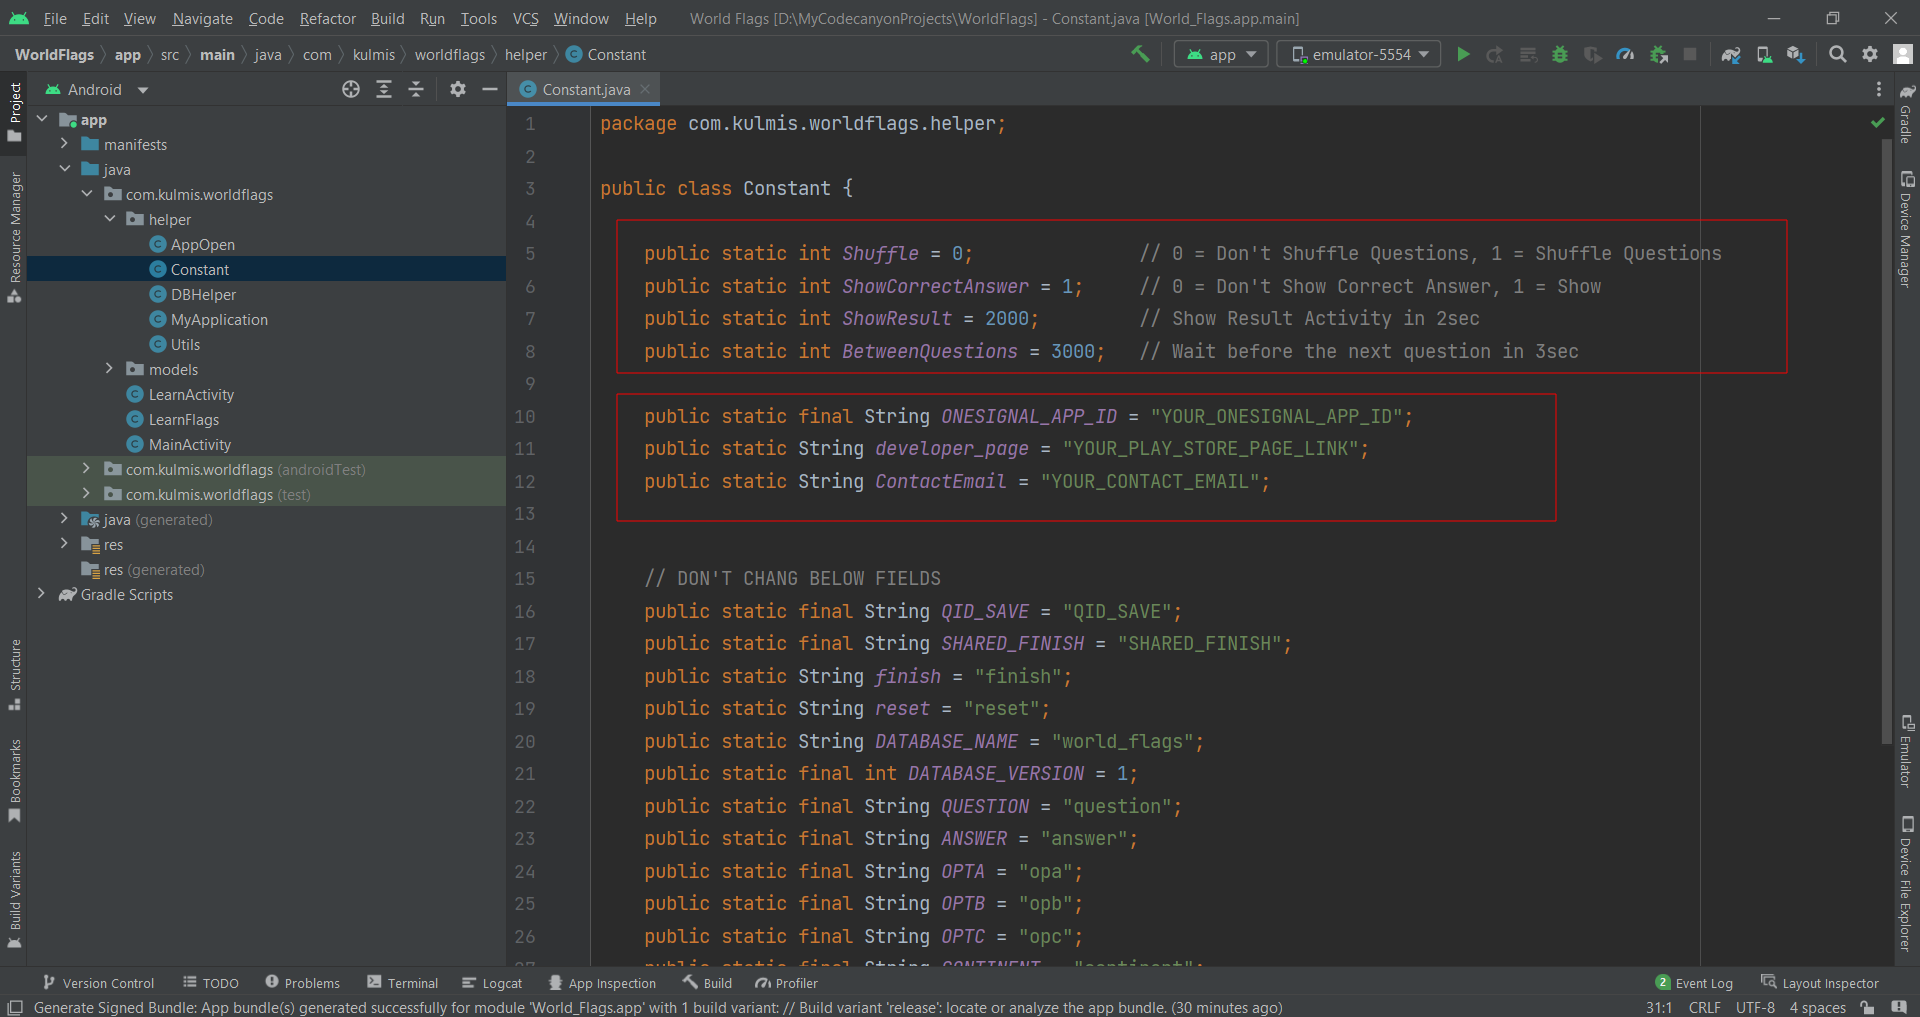 File Edit View Navigate Code Refactor Build Run Tools VCS Window Help World Flags [D:\MyCodecanyonProjects\WorldFlags] - Constant.java [World_Flags.app.main]
WorldFlags app src main java com kulmis worldflags helper Constant app emulator-5554
Android
Constant.java
Project
Resource Manager
Structure
Bookmarks
Build Variants
app
manifests
java
com.kulmis.worldflags
helper
AppOpen
Constant
DBHelper
MyApplication
Utils
models
LearnActivity
LearnFlags
MainActivity
com.kulmis.worldflags (androidTest)
com.kulmis.worldflags (test)
java (generated)
res
res (generated)
Gradle Scripts
1 package com.kulmis.worldflags.helper;
2
3 public class Constant {
4
5 public static int Shuffle = 0; // 0 = Don't Shuffle Questions, 1 = Shuffle Questions
6 public static int ShowCorrectAnswer = 1; // 0 = Don't Show Correct Answer, 1 = Show
7 public static int ShowResult = 2000; // Show Result Activity in 2sec
8 public static int BetweenQuestions = 3000; // Wait before the next question in 3sec
9
10 public static final String ONESIGNAL_APP_ID = "YOUR_ONESIGNAL_APP_ID";
11 public static String developer_page = "YOUR_PLAY_STORE_PAGE_LINK";
12 public static String ContactEmail = "YOUR_CONTACT_EMAIL";
13
14
15 // DON'T CHANG BELOW FIELDS
16 public static final String QID_SAVE = "QID_SAVE";
17 public static final String SHARED_FINISH = "SHARED_FINISH";
18 public static String finish = "finish";
19 public static String reset = "reset";
20 public static String DATABASE_NAME = "world_flags";
21 public static final int DATABASE_VERSION = 1;
22 public static final String QUESTION = "question";
23 public static final String ANSWER = "answer";
24 public static final String OPTA = "opa";
25 public static final String OPTB = "opb";
26 public static final String OPTC = "opc";
Gradle
Device Manager
Emulator
Device File Explorer
Version Control TODO Problems Terminal Logcat App Inspection Build Profiler 2 Event Log Layout Inspector
Generate Signed Bundle: App bundle(s) generated successfully for module 'World_Flags.app' with 1 build variant: // Build variant 'release': locate or analyze the app bundle. (30 minutes ago) 31:1 CRLF UTF-8 4 spaces